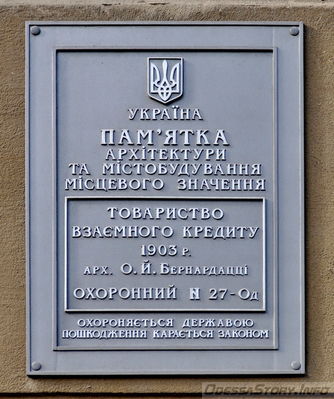 УКРАЇНА
ПАМ'ЯТКА
АРХІТЕКТУРИ
ТА МІСТОБУДУВАННЯ
МІСЦЕВОГО ЗНАЧЕННЯ
ТОВАРИСТВО
ВЗАЄМНОГО КРЕДИТУ
1903 Р.
АРХ. О.Й.БЕРНАРДАЦЦІ
ОХОРОННИЙ N 27-Од
ОХОРОНЯЄТЬСЯ ДЕРЖАВОЮ
ПОШКОДЖЕННЯ КАРАЄТЬСЯ ЗАКОНОМ
OdessaStory.Info